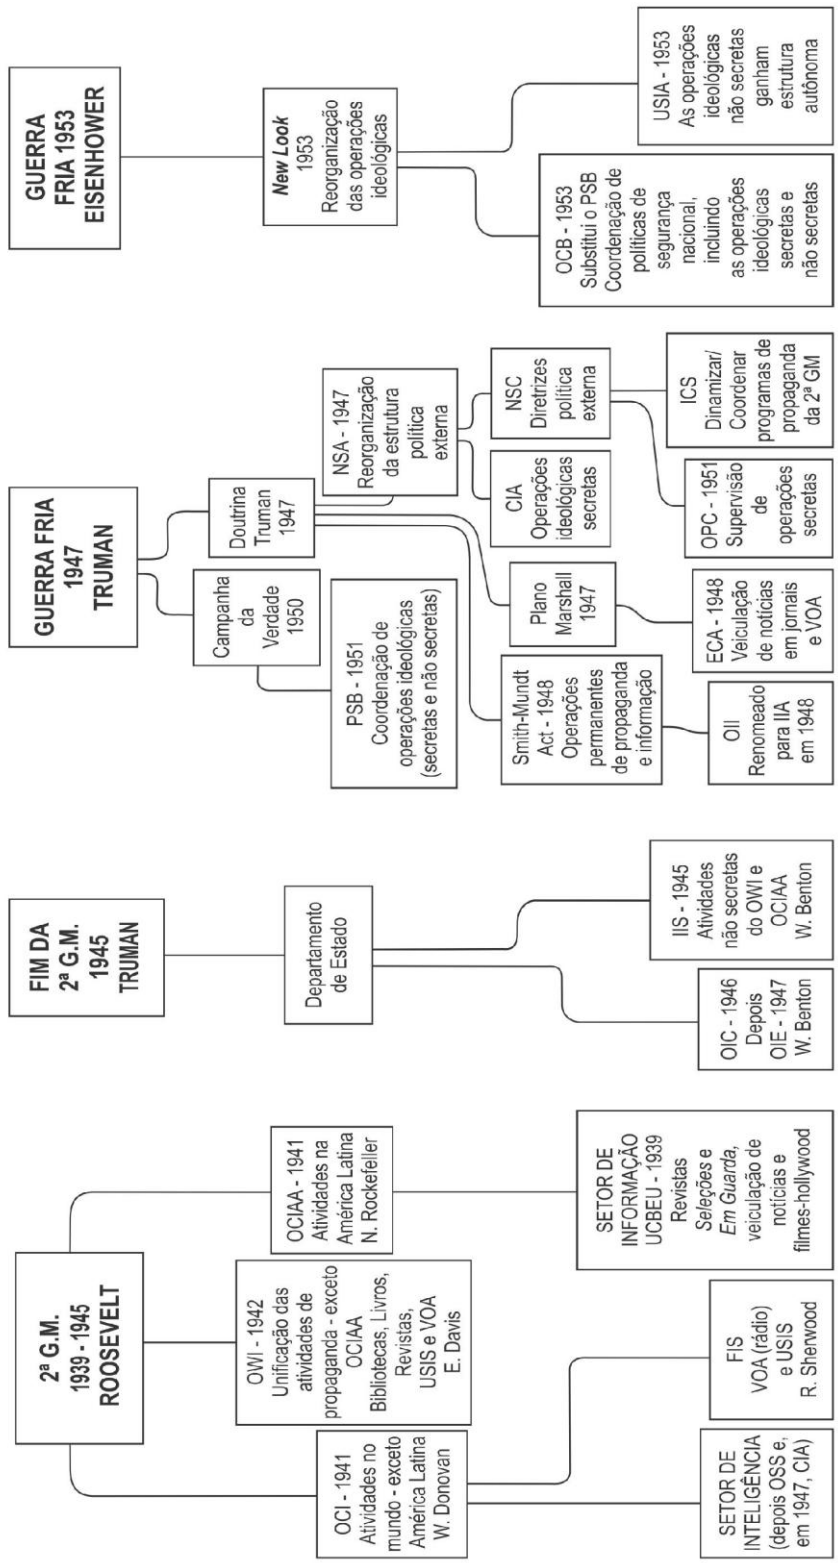 2ª G.M.
1939 - 1945
ROOSEVELT
OCI - 1941
Atividades no
mundo - exceto
América Latina
W. Donovan
SETOR DE
INTELIGÊNCIA
(depois OSS e,
em 1947, CIA)
FIS
VOA (rádio)
e USIS
R. Sherwood
OWI - 1942
Unificação das
atividades de
propaganda - exceto
OCIAA
Bibliotecas, Livros,
Revistas,
USIS e VOA
E. Davis
OCIAA - 1941
Atividades na
América Latina
N. Rockefeller
SETOR DE
INFORMAÇÃO
UCBEU - 1939
Revistas
Seleções e
Em Guarda,
veiculação de
notícias e
filmes-hollywood
FIM DA
2ª G.M.
1945
TRUMAN
Departamento
de Estado
OIC - 1946
Depois
OIE - 1947
W. Benton
IIS - 1945
Atividades
não secretas
do OWI e
OCIAA
W. Benton
GUERRA FRIA
1947
TRUMAN
Campanha
da
Verdade
1950
PSB - 1951
Coordenação de
operações ideológicas
(secretas e não secretas)
Doutrina
Truman
1947
Smith-Mundt
Act - 1948
Operações
permanentes
de propaganda
e informação
OII
Renomeado
para IIA
em 1948
Plano
Marshall
1947
ECA - 1948
Veiculação
de notícias
em jornais
e VOA
NSA - 1947
Reorganização
da estrutura
política
externa
CIA
Operações
ideológicas
secretas
NSC
Diretrizes
política
externa
OPC - 1951
Supervisão
de
operações
secretas
ICS
Dinamizar/
Coordenar
programas de
propaganda
da 2ª GM
GUERRA
FRIA 1953
EISENHOWER
New Look
1953
Reorganização
das operações
ideológicas
OCB - 1953
Substitui o PSB
Coordenação de
políticas de
segurança
nacional,
incluindo
as operações
ideológicas
secretas e
não secretas
USIA - 1953
As operações
ideológicas
não secretas
ganham
estrutura
autônoma